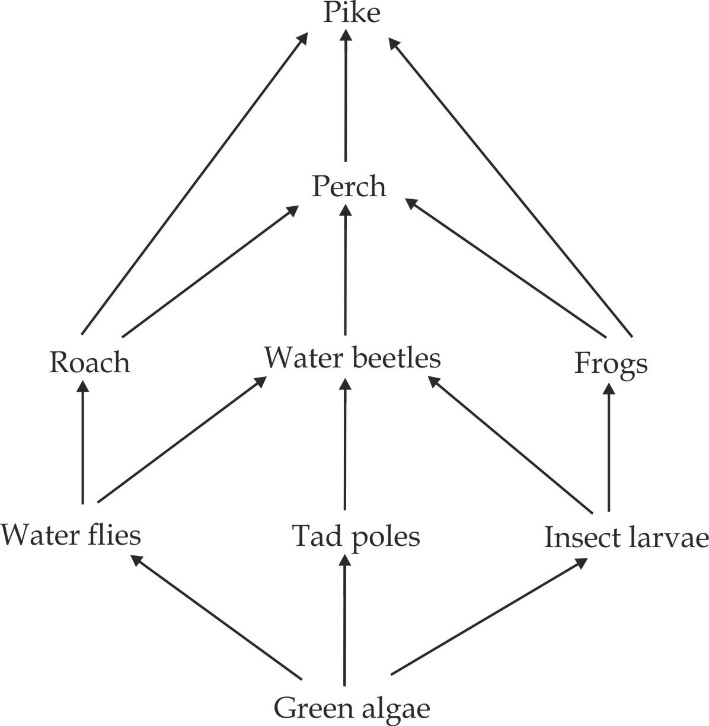 Pike
Perch
Roach
Water beetles
Frogs
Water flies
Tad poles
Insect larvae
Green algae